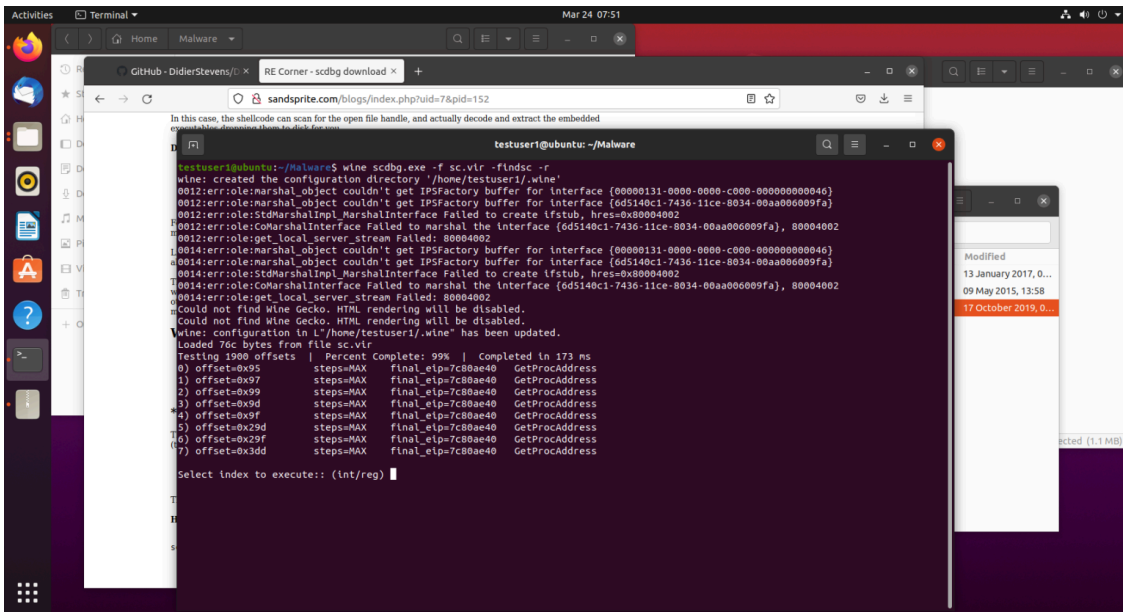 Activities
Terminal
Mar 24 07:51
Home
Malware
GitHub - DidierStevens/D
RE Corner - scdbg download
sandsprite.com/blogs/index.php?uid=7&pid=152
In this case, the shellcode can scan for the open file handle, and actually decode and extract the embedded
executables dropping them to disk for you
testuser1@ubuntu: ~/Malware
testuser1@ubuntu:~/Malware$ wine scdbg.exe -f sc.vir -findsc -r
wine: created the configuration directory '/home/testuser1/.wine'
0012:err:ole:marshal_object couldn't get IPSFactory buffer for interface {00000131-0000-0000-c000-000000000046}
0012:err:ole:marshal_object couldn't get IPSFactory buffer for interface {6d5140c1-7436-11ce-8034-00aa006009fa}
0012:err:ole:StdMarshalImpl_MarshalInterface Failed to create ifstub, hres=0x80004002
0012:err:ole:CoMarshalInterface Failed to marshal the interface {6d5140c1-7436-11ce-8034-00aa006009fa}, 80004002
0012:err:ole:get_local_server_stream Failed: 80004002
0014:err:ole:marshal_object couldn't get IPSFactory buffer for interface {00000131-0000-0000-c000-000000000046}
0014:err:ole:marshal_object couldn't get IPSFactory buffer for interface {6d5140c1-7436-11ce-8034-00aa006009fa}
0014:err:ole:StdMarshalImpl_MarshalInterface Failed to create ifstub, hres=0x80004002
0014:err:ole:CoMarshalInterface Failed to marshal the interface {6d5140c1-7436-11ce-8034-00aa006009fa}, 80004002
0014:err:ole:get_local_server_stream Failed: 80004002
Could not find Wine Gecko. HTML rendering will be disabled.
Could not find Wine Gecko. HTML rendering will be disabled.
wine: configuration in L"/home/testuser1/.wine" has been updated.
Loaded 76c bytes from file sc.vir
Testing 1900 offsets | Percent Complete: 99% | Completed in 173 ms
0) offset=0x95 steps=MAX final_eip=7c80ae40 GetProcAddress
1) offset=0x97 steps=MAX final_eip=7c80ae40 GetProcAddress
2) offset=0x99 steps=MAX final_eip=7c80ae40 GetProcAddress
3) offset=0x9d steps=MAX final_eip=7c80ae40 GetProcAddress
4) offset=0x9f steps=MAX final_eip=7c80ae40 GetProcAddress
5) offset=0x29d steps=MAX final_eip=7c80ae40 GetProcAddress
6) offset=0x29f steps=MAX final_eip=7c80ae40 GetProcAddress
7) offset=0x3dd steps=MAX final_eip=7c80ae40 GetProcAddress
Select index to execute:: (int/reg)
Modified
13 January 2017, 0...
09 May 2015, 13:58
17 October 2019, 0...
ected (1.1 MB)